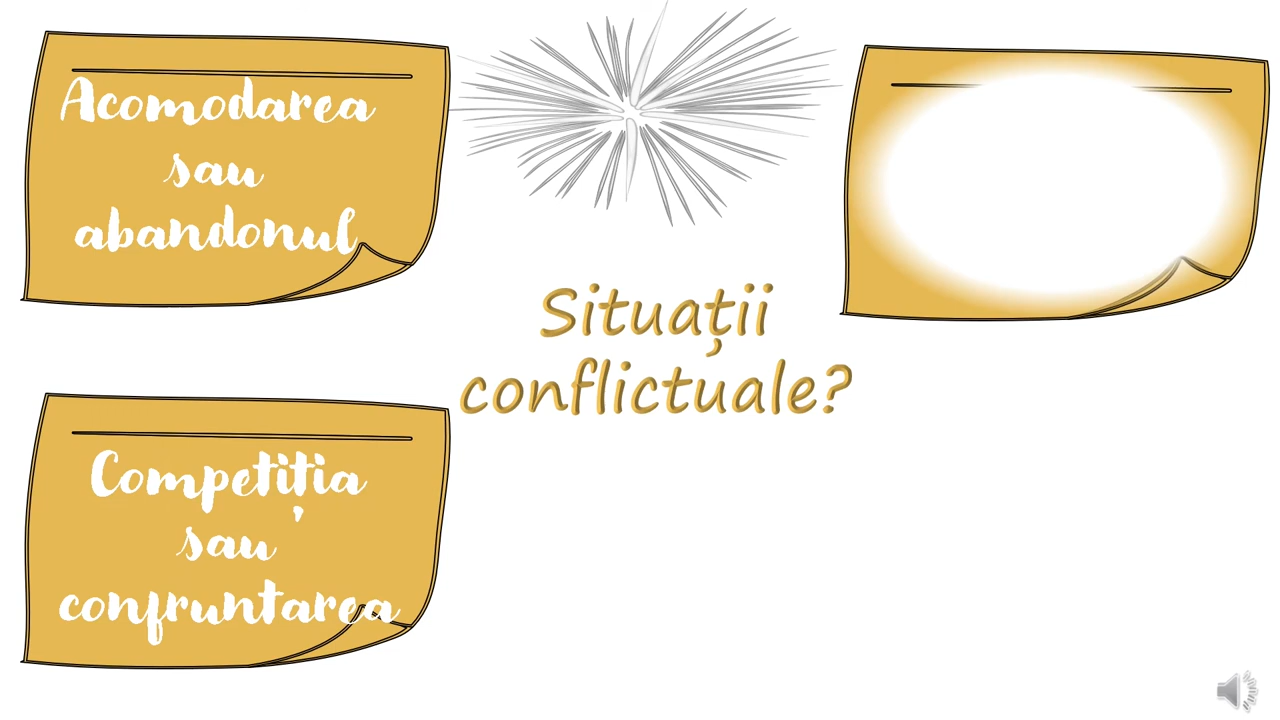 Acomodarea
sau
abandonul
Situații
conflictuale?
Competiția
sau
confruntarea